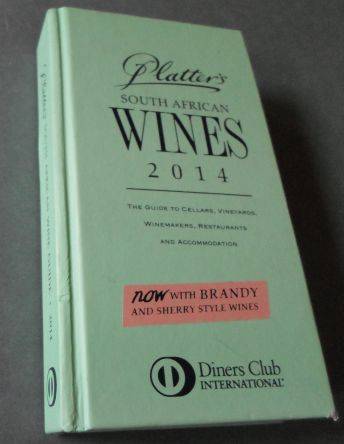 Platter's
SOUTH AFRICAN
WINES
2014
THE GUIDE TO CELLARS, VINEYARDS,
WINEMAKERS, RESTAURANTS
AND ACCOMMODATION
now WITH BRANDY
AND SHERRY STYLE WINES
Diners Club
INTERNATIONAL®